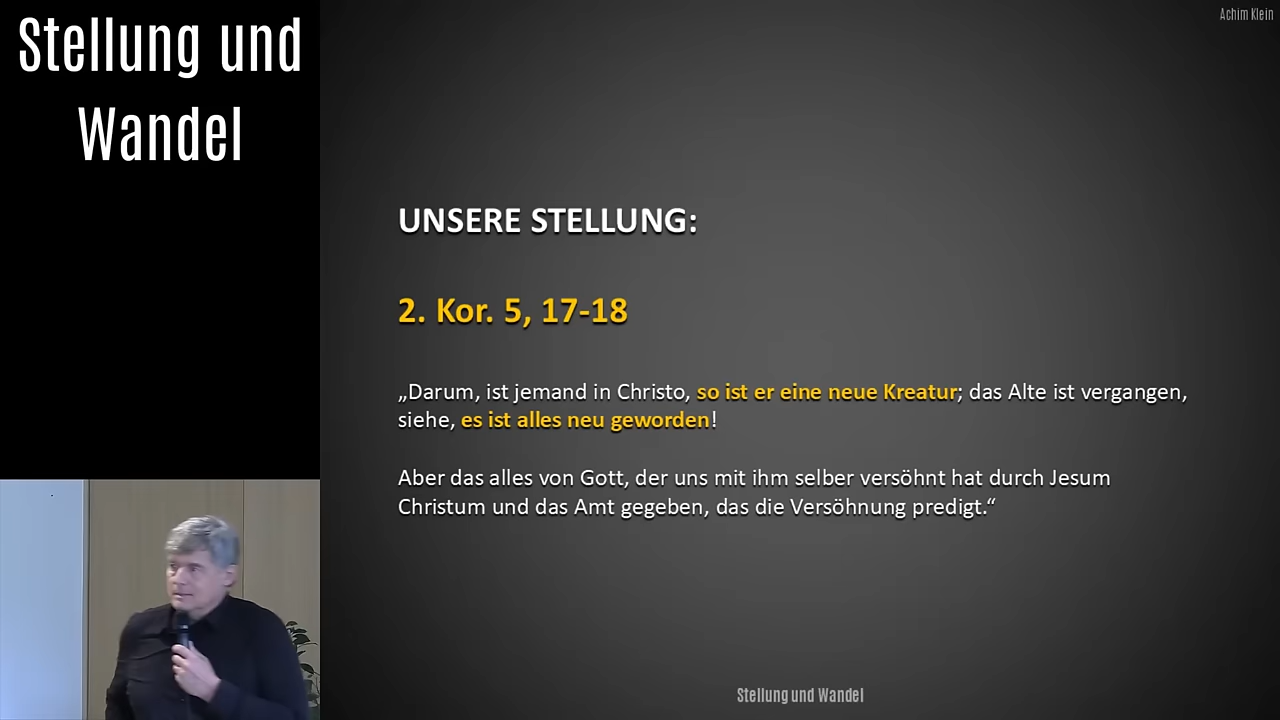 Stellung und
Wandel
Achim Klein
UNSERE STELLUNG:
2. Kor. 5, 17-18
„Darum, ist jemand in Christo, so ist er eine neue Kreatur; das Alte ist vergangen,
siehe, es ist alles neu geworden!
Aber das alles von Gott, der uns mit ihm selber versöhnt hat durch Jesum
Christum und das Amt gegeben, das die Versöhnung predigt.“
Stellung und Wandel